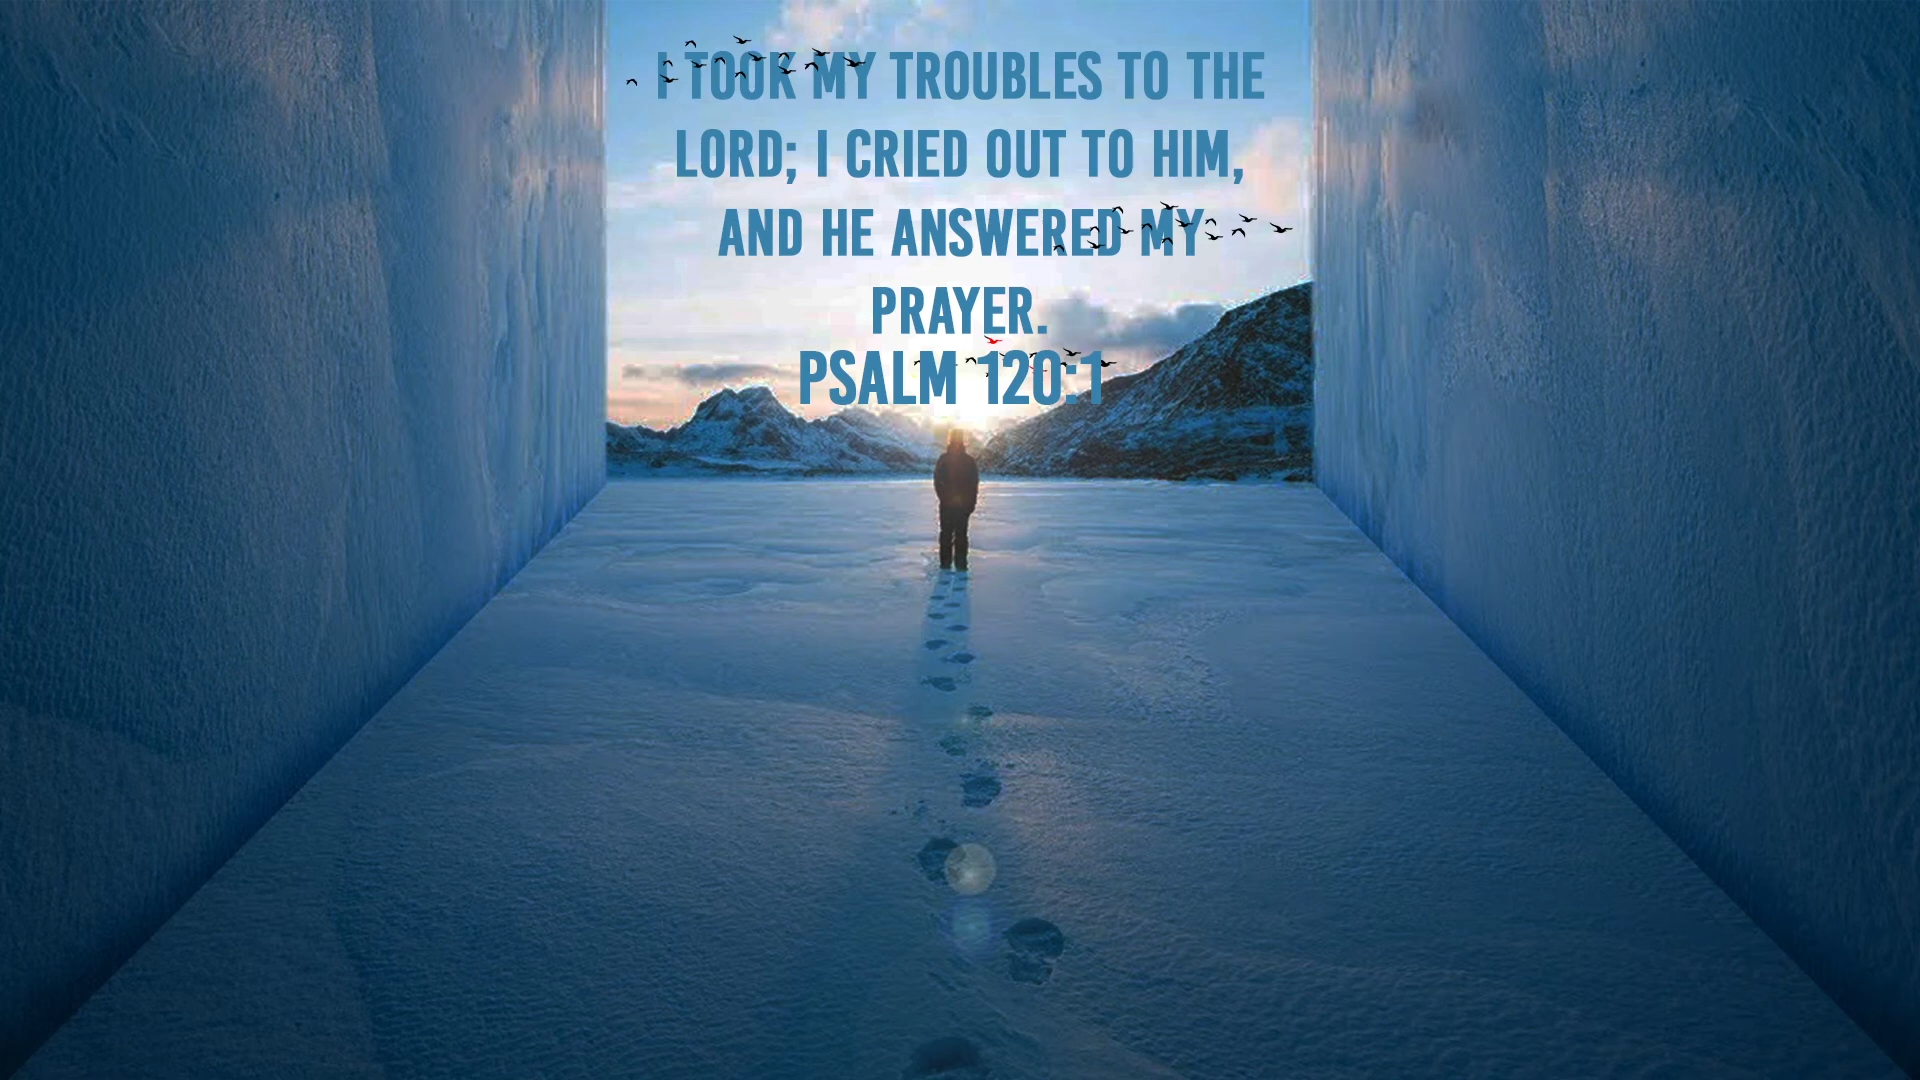 I TOOK MY TROUBLES TO THE
LORD; I CRIED OUT TO HIM,
AND HE ANSWERED MY
PRAYER.
PSALM 120:1